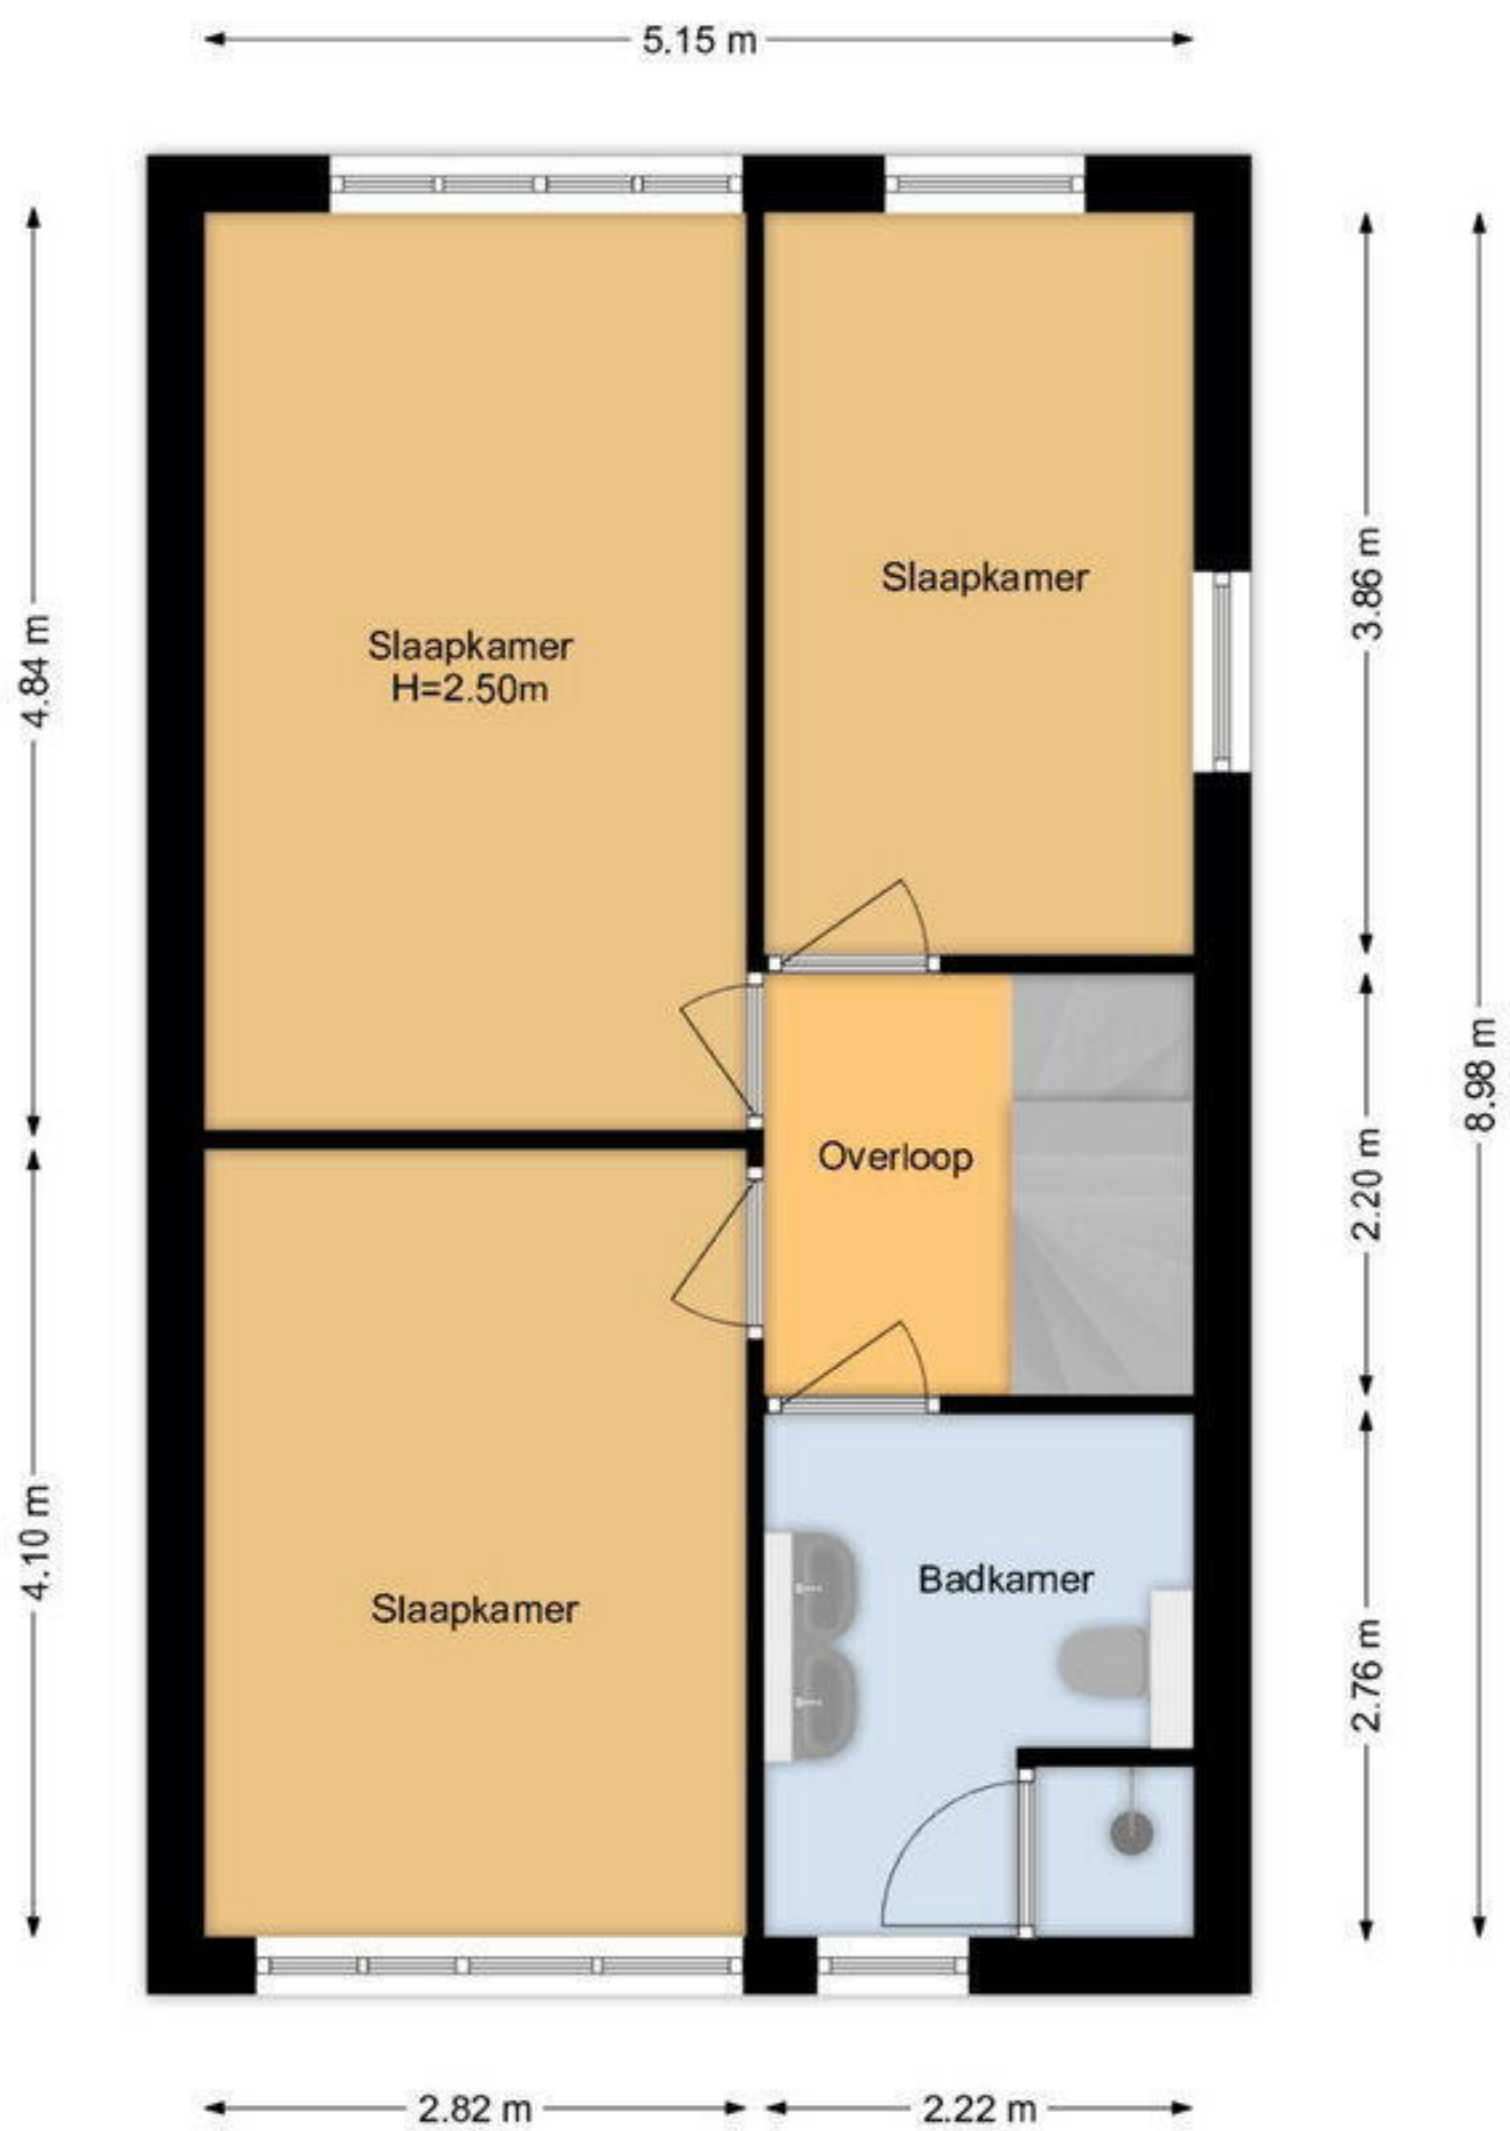 5.15 m
Slaapkamer
3.86 m
Slaapkamer
H=2.50m
4.84 m
8.98 m
Overloop
2.20 m
4.10 m
Badkamer
Slaapkamer
2.76 m
2.82 m
2.22 m